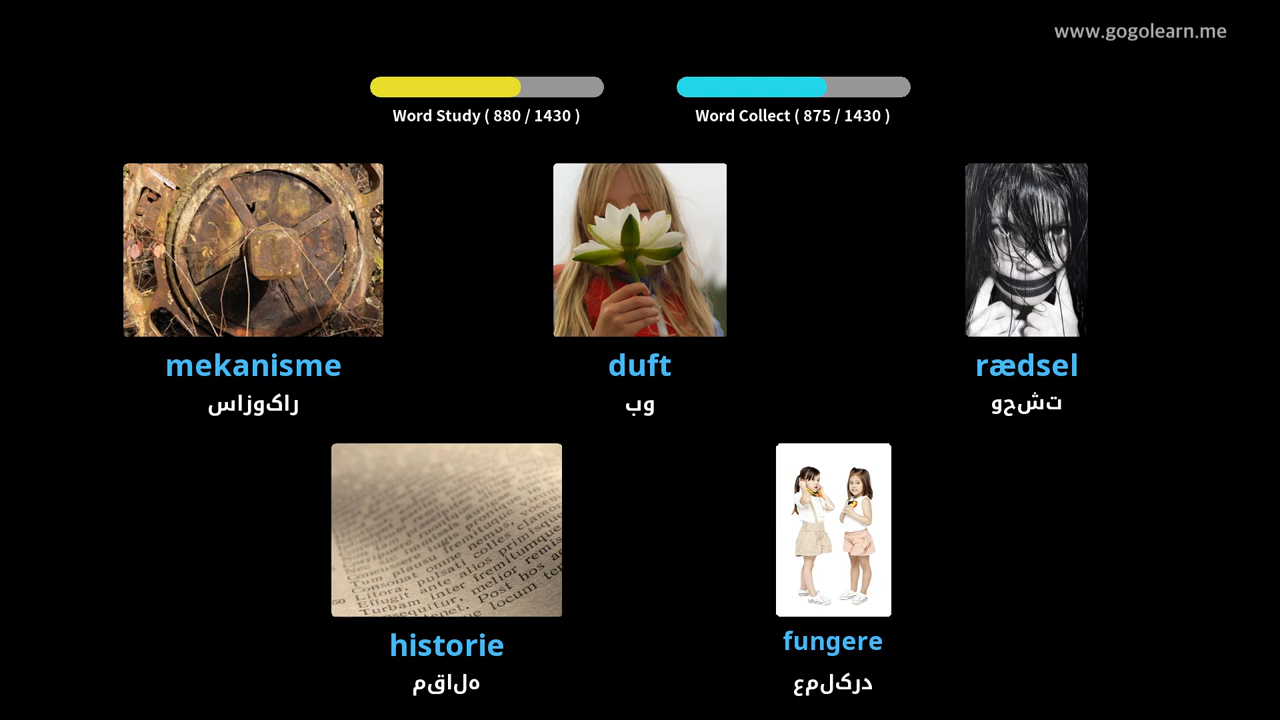 www.gogolearn.me
Word Study ( 880 / 1430 )
Word Collect ( 875 / 1430 )
mekanisme
راکوزاس
duft
وب
rædsel
تشحو
historie
هلاقم
fungere
درکلمع